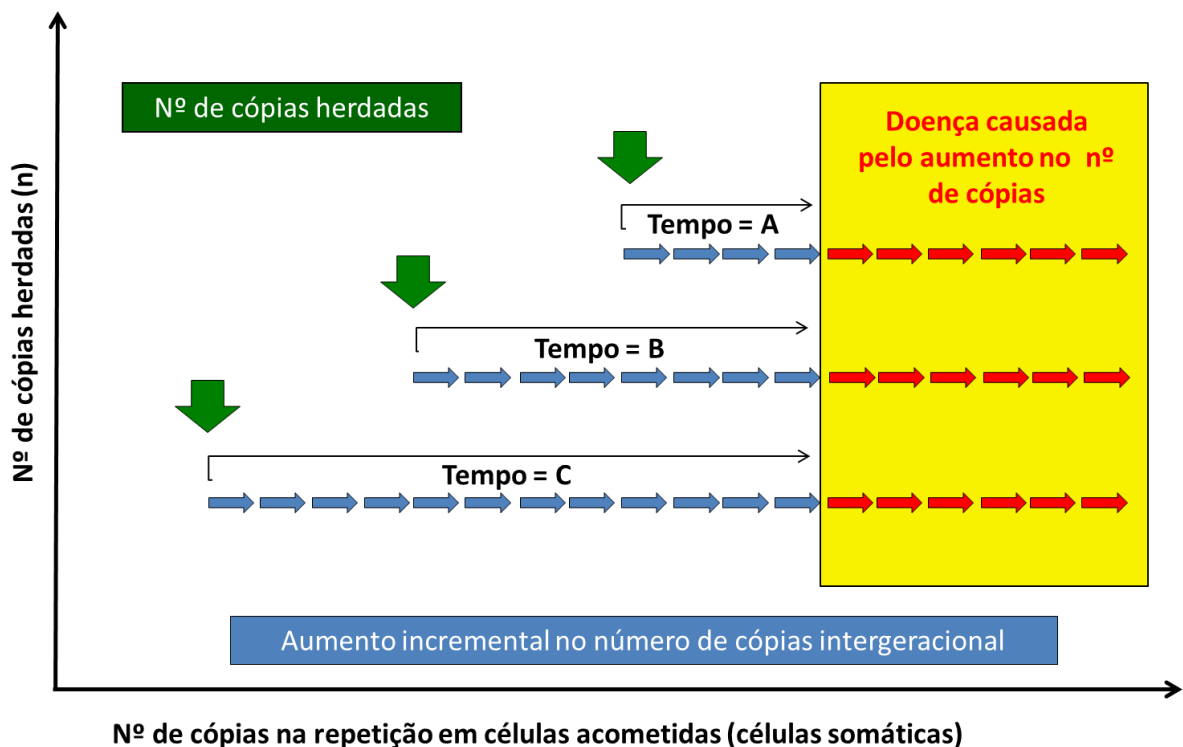 Nº de cópias herdadas (n)
Nº de cópias herdadas
Doença causada
pelo aumento no nº
de cópias
Tempo = A
Tempo = B
Tempo = C
Aumento incremental no número de cópias intergeracional
Nº de cópias na repetição em células acometidas (células somáticas)